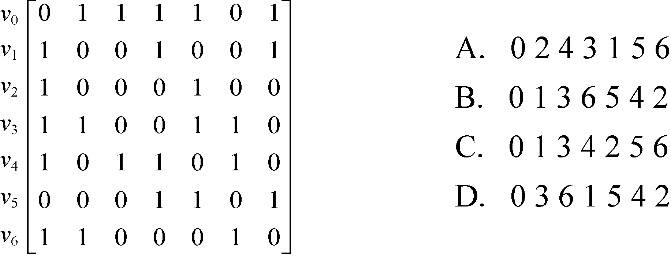 v0 0 1 1 1 1 0 1
v1 1 0 0 1 0 0 1
v2 1 0 0 0 1 0 0
v3 1 1 0 0 1 1 0
v4 1 0 1 1 0 1 0
v5 0 0 0 1 1 0 1
v6 1 1 0 0 0 1 0
A. 0 2 4 3 1 5 6
B. 0 1 3 6 5 4 2
C. 0 1 3 4 2 5 6
D. 0 3 6 1 5 4 2